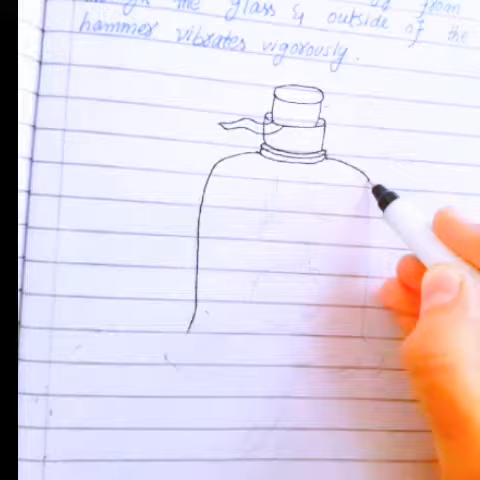 the glass & outside of the
hammer vibrates vigorously.